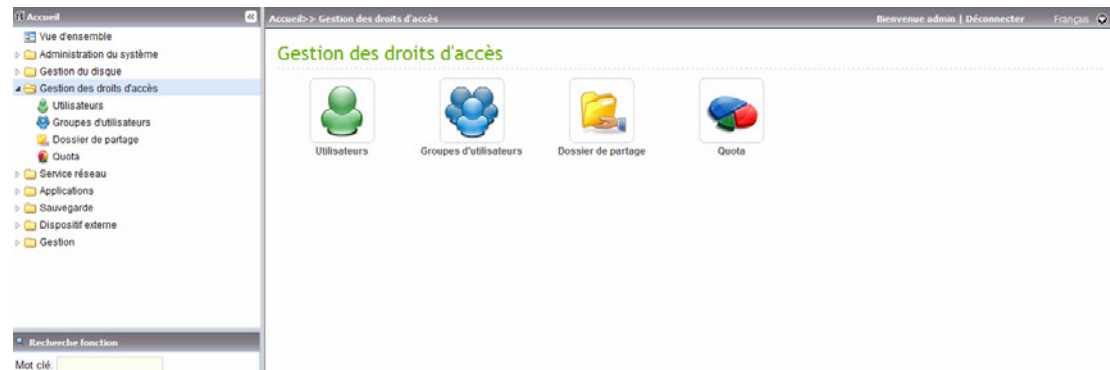 Accueil
Vue d'ensemble
Administration du système
Gestion du disque
Gestion des droits d'accès
Utilisateurs
Groupes d'utilisateurs
Dossier de partage
Quota
Service réseau
Applications
Sauvegarde
Dispositif externe
Gestion
Recherche fonction
Mot clé:
Accueil>> Gestion des droits d'accès
Bienvenue admin | Déconnecter
Français
Gestion des droits d'accès
Utilisateurs
Groupes d'utilisateurs
Dossier de partage
Quota